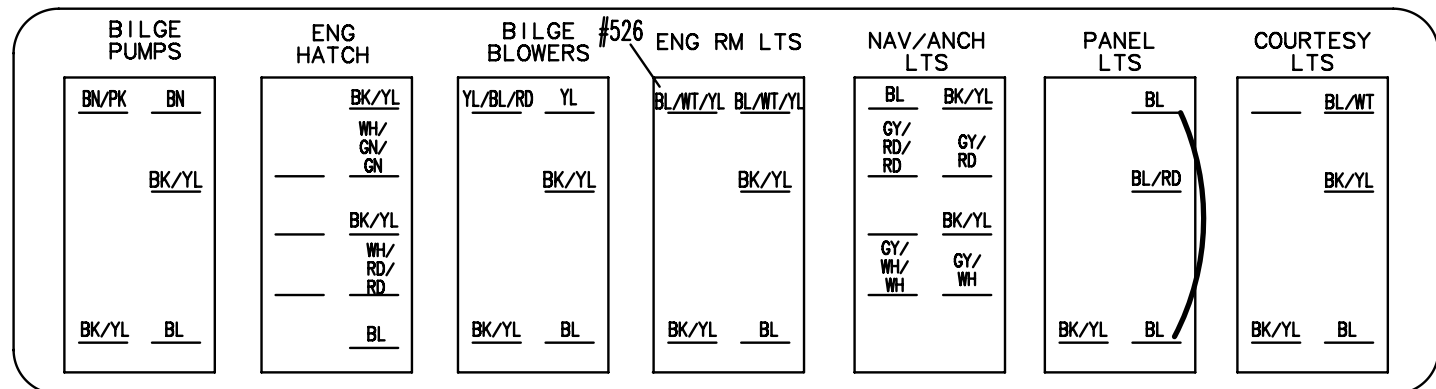 BILGE
PUMPS
BN/PK BN
BK/YL
BK/YL BL
ENG
HATCH
BK/YL
WH/
GN/
GN
BK/YL
WH/
RD/
RD
BL
BILGE
BLOWERS
YL/BL/RD YL
BK/YL
BK/YL BL
#526
ENG RM LTS
BL/WT/YL BL/WT/YL
BK/YL
BK/YL BL
NAV/ANCH
LTS
BL BK/YL
GY/
RD/
RD
GY/
RD
BK/YL
GY/
WH/
WH
GY/
WH
PANEL
LTS
BL
BL/RD
BK/YL BL
COURTESY
LTS
BL/WT
BK/YL
BK/YL BL